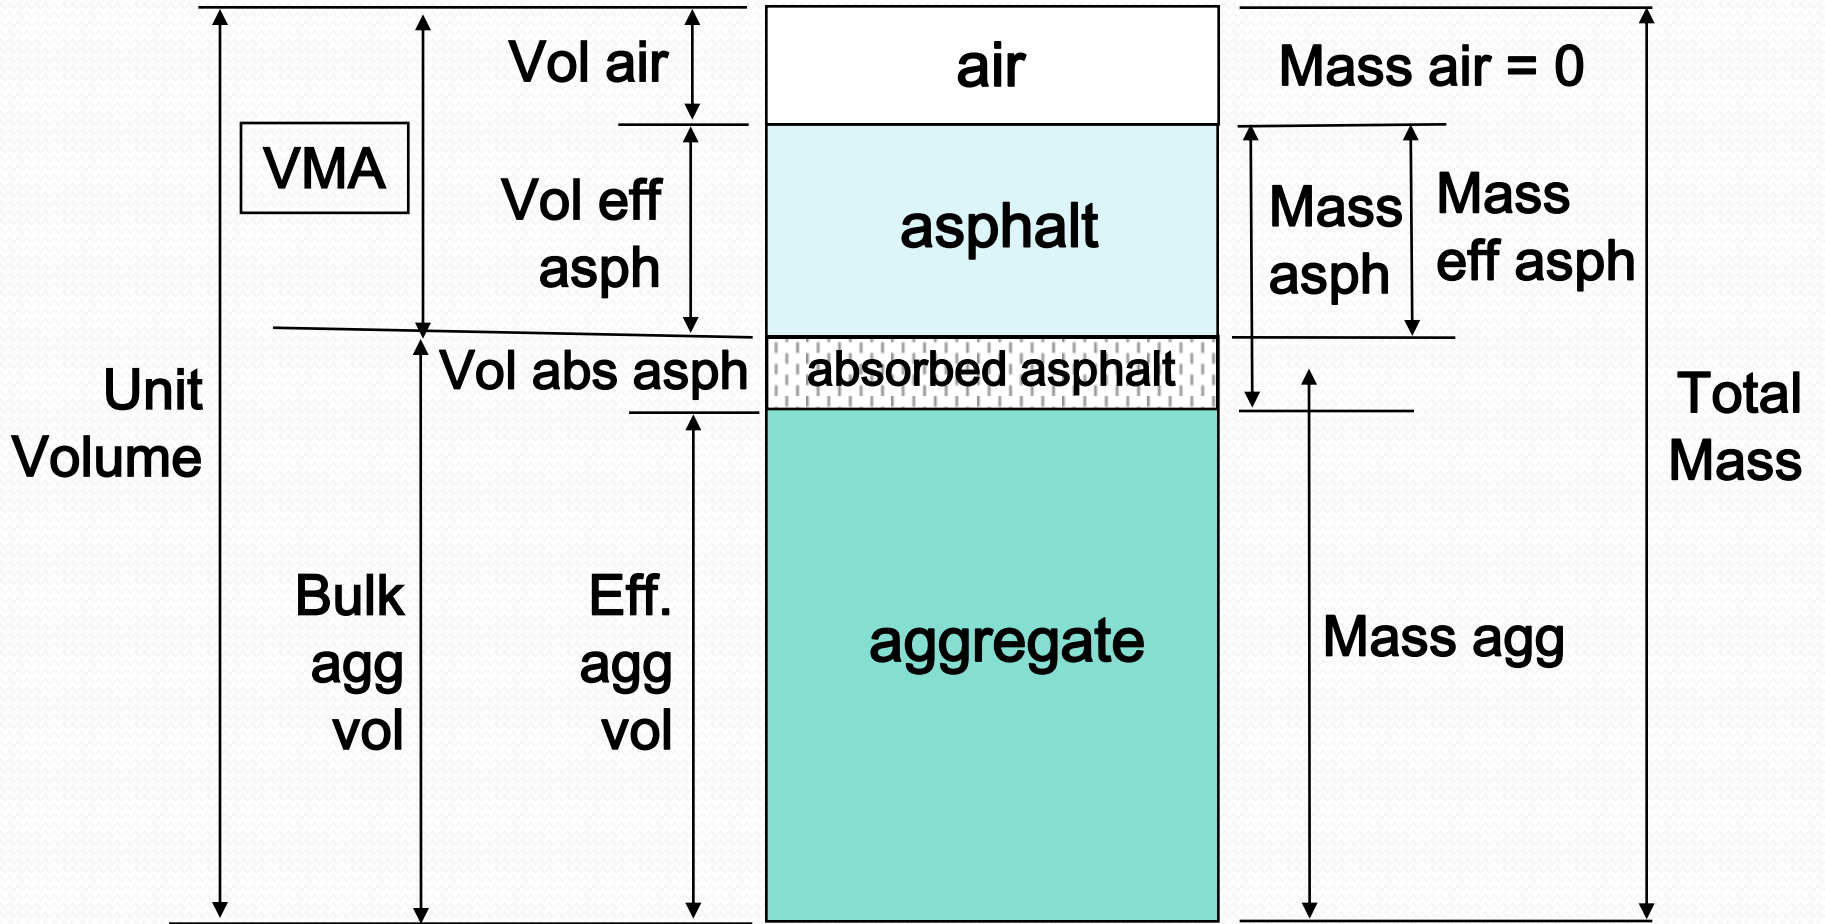 Vol air
air
Mass air = 0
VMA
Vol eff
asph
asphalt
Mass
asph
Mass
eff asph
Vol abs asph
absorbed asphalt
Unit
Volume
Total
Mass
Bulk
agg
vol
Eff.
agg
vol
aggregate
Mass agg